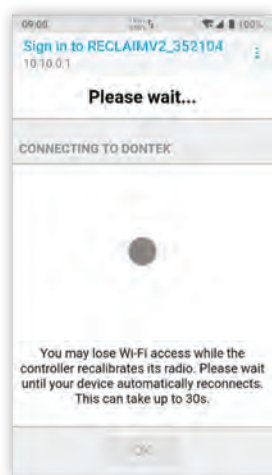 09:00 100%
Sign in to RECLAIMV2_352104
10.10.0.1
Please wait...
CONNECTING TO DONTEK
You may lose Wi-Fi access while the
controller recalibrates its radio. Please wait
until your device automatically reconnects.
This can take up to 30s.
OK